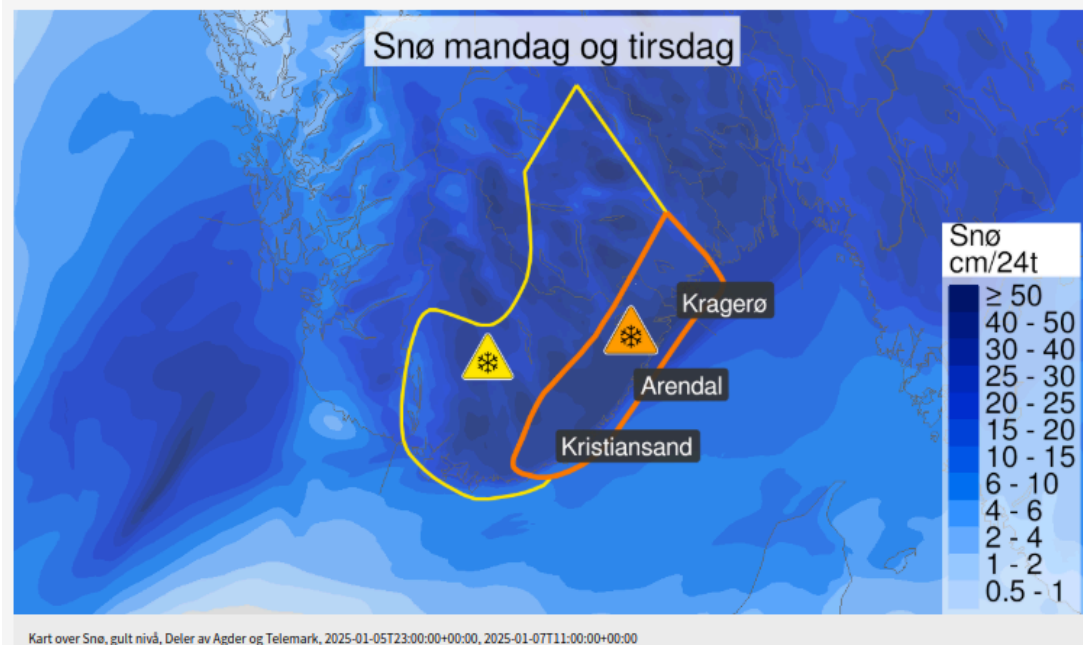 Snø mandag og tirsdag
Kragerø
Arendal
Kristiansand
Snø
cm/24t
≥ 50
40 - 50
30 - 40
25 - 30
20 - 25
15 - 20
10 - 15
6 - 10
4 - 6
2 - 4
1 - 2
0.5 - 1
Kart over Snø, gult nivå, Deler av Agder og Telemark, 2025-01-05T23:00:00+00:00, 2025-01-07T11:00:00+00:00